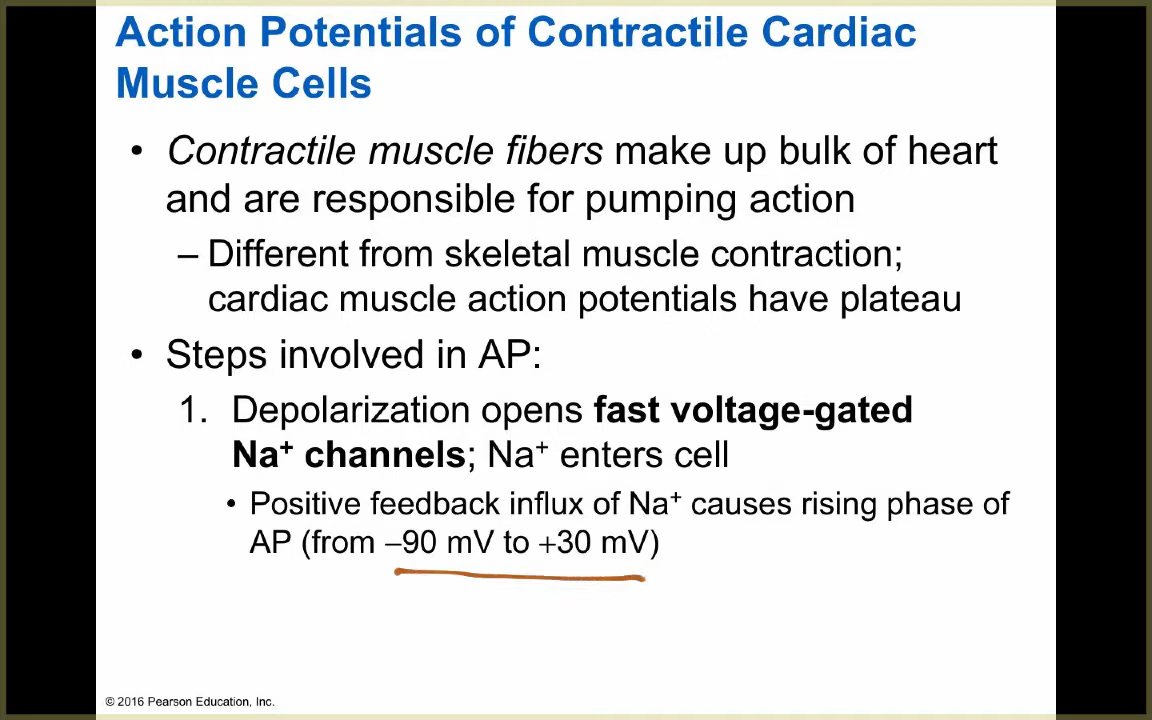 Action Potentials of Contractile Cardiac
Muscle Cells
• Contractile muscle fibers make up bulk of heart
and are responsible for pumping action
– Different from skeletal muscle contraction;
cardiac muscle action potentials have plateau
• Steps involved in AP:
1. Depolarization opens fast voltage-gated
Na⁺ channels; Na⁺ enters cell
• Positive feedback influx of Na⁺ causes rising phase of
AP (from −90 mV to +30 mV)
© 2016 Pearson Education, Inc.